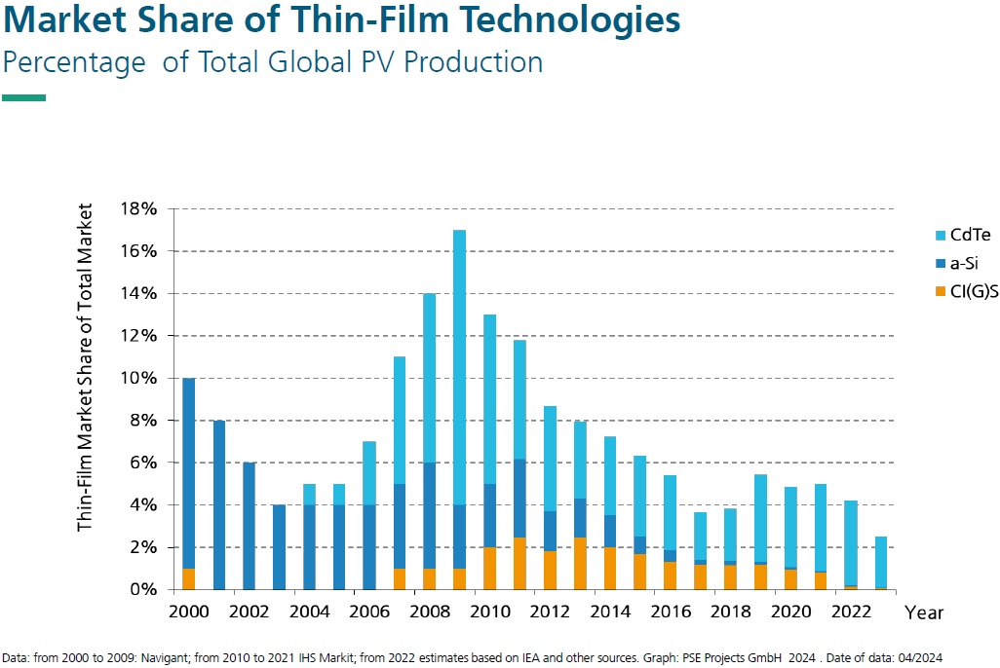 Market Share of Thin-Film Technologies
Percentage of Total Global PV Production
Thin-Film Market Share of Total Market
18%
16%
14%
12%
10%
8%
6%
4%
2%
0%
CdTe
a-Si
CI(G)S
2000 2002 2004 2006 2008 2010 2012 2014 2016 2018 2020 2022 Year
Data: from 2000 to 2009: Navigant; from 2010 to 2021 IHS Markit; from 2022 estimates based on IEA and other sources. Graph: PSE Projects GmbH 2024 . Date of data: 04/2024